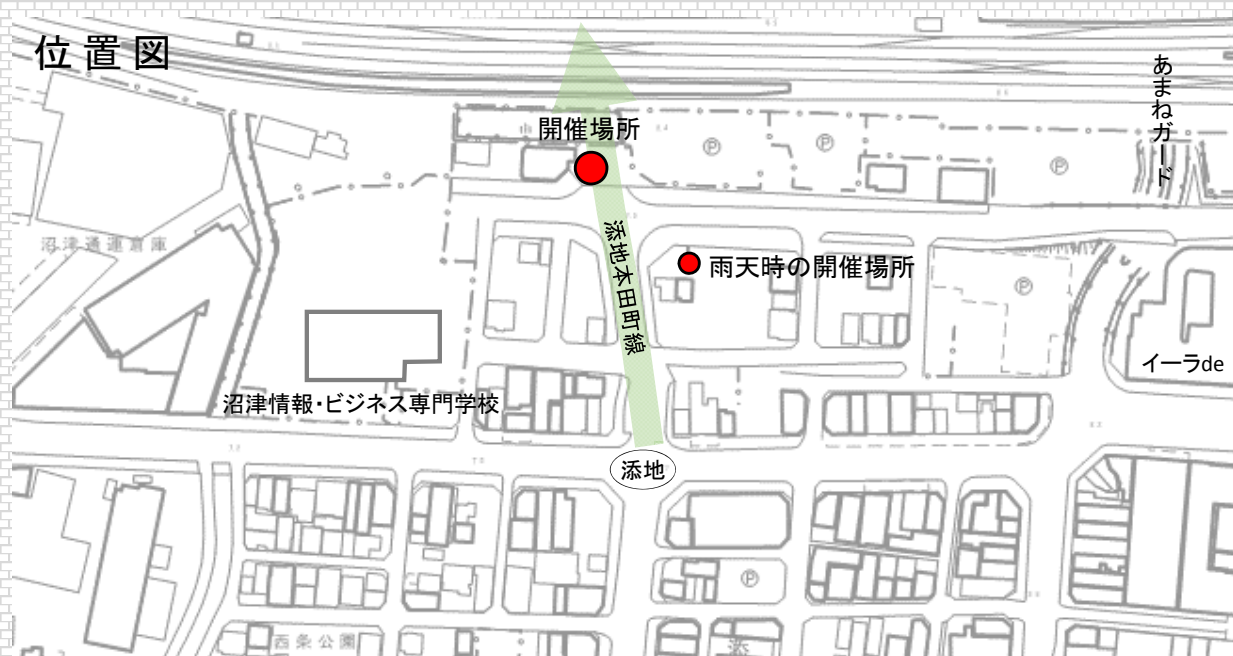 位置図
あまねガード
開催場所
Ⓟ
Ⓟ
Ⓟ
添地本田町線
沼津通運倉庫
雨天時の開催場所
Ⓟ
イーラde
沼津情報・ビジネス専門学校
添地
Ⓟ
西条公園
添